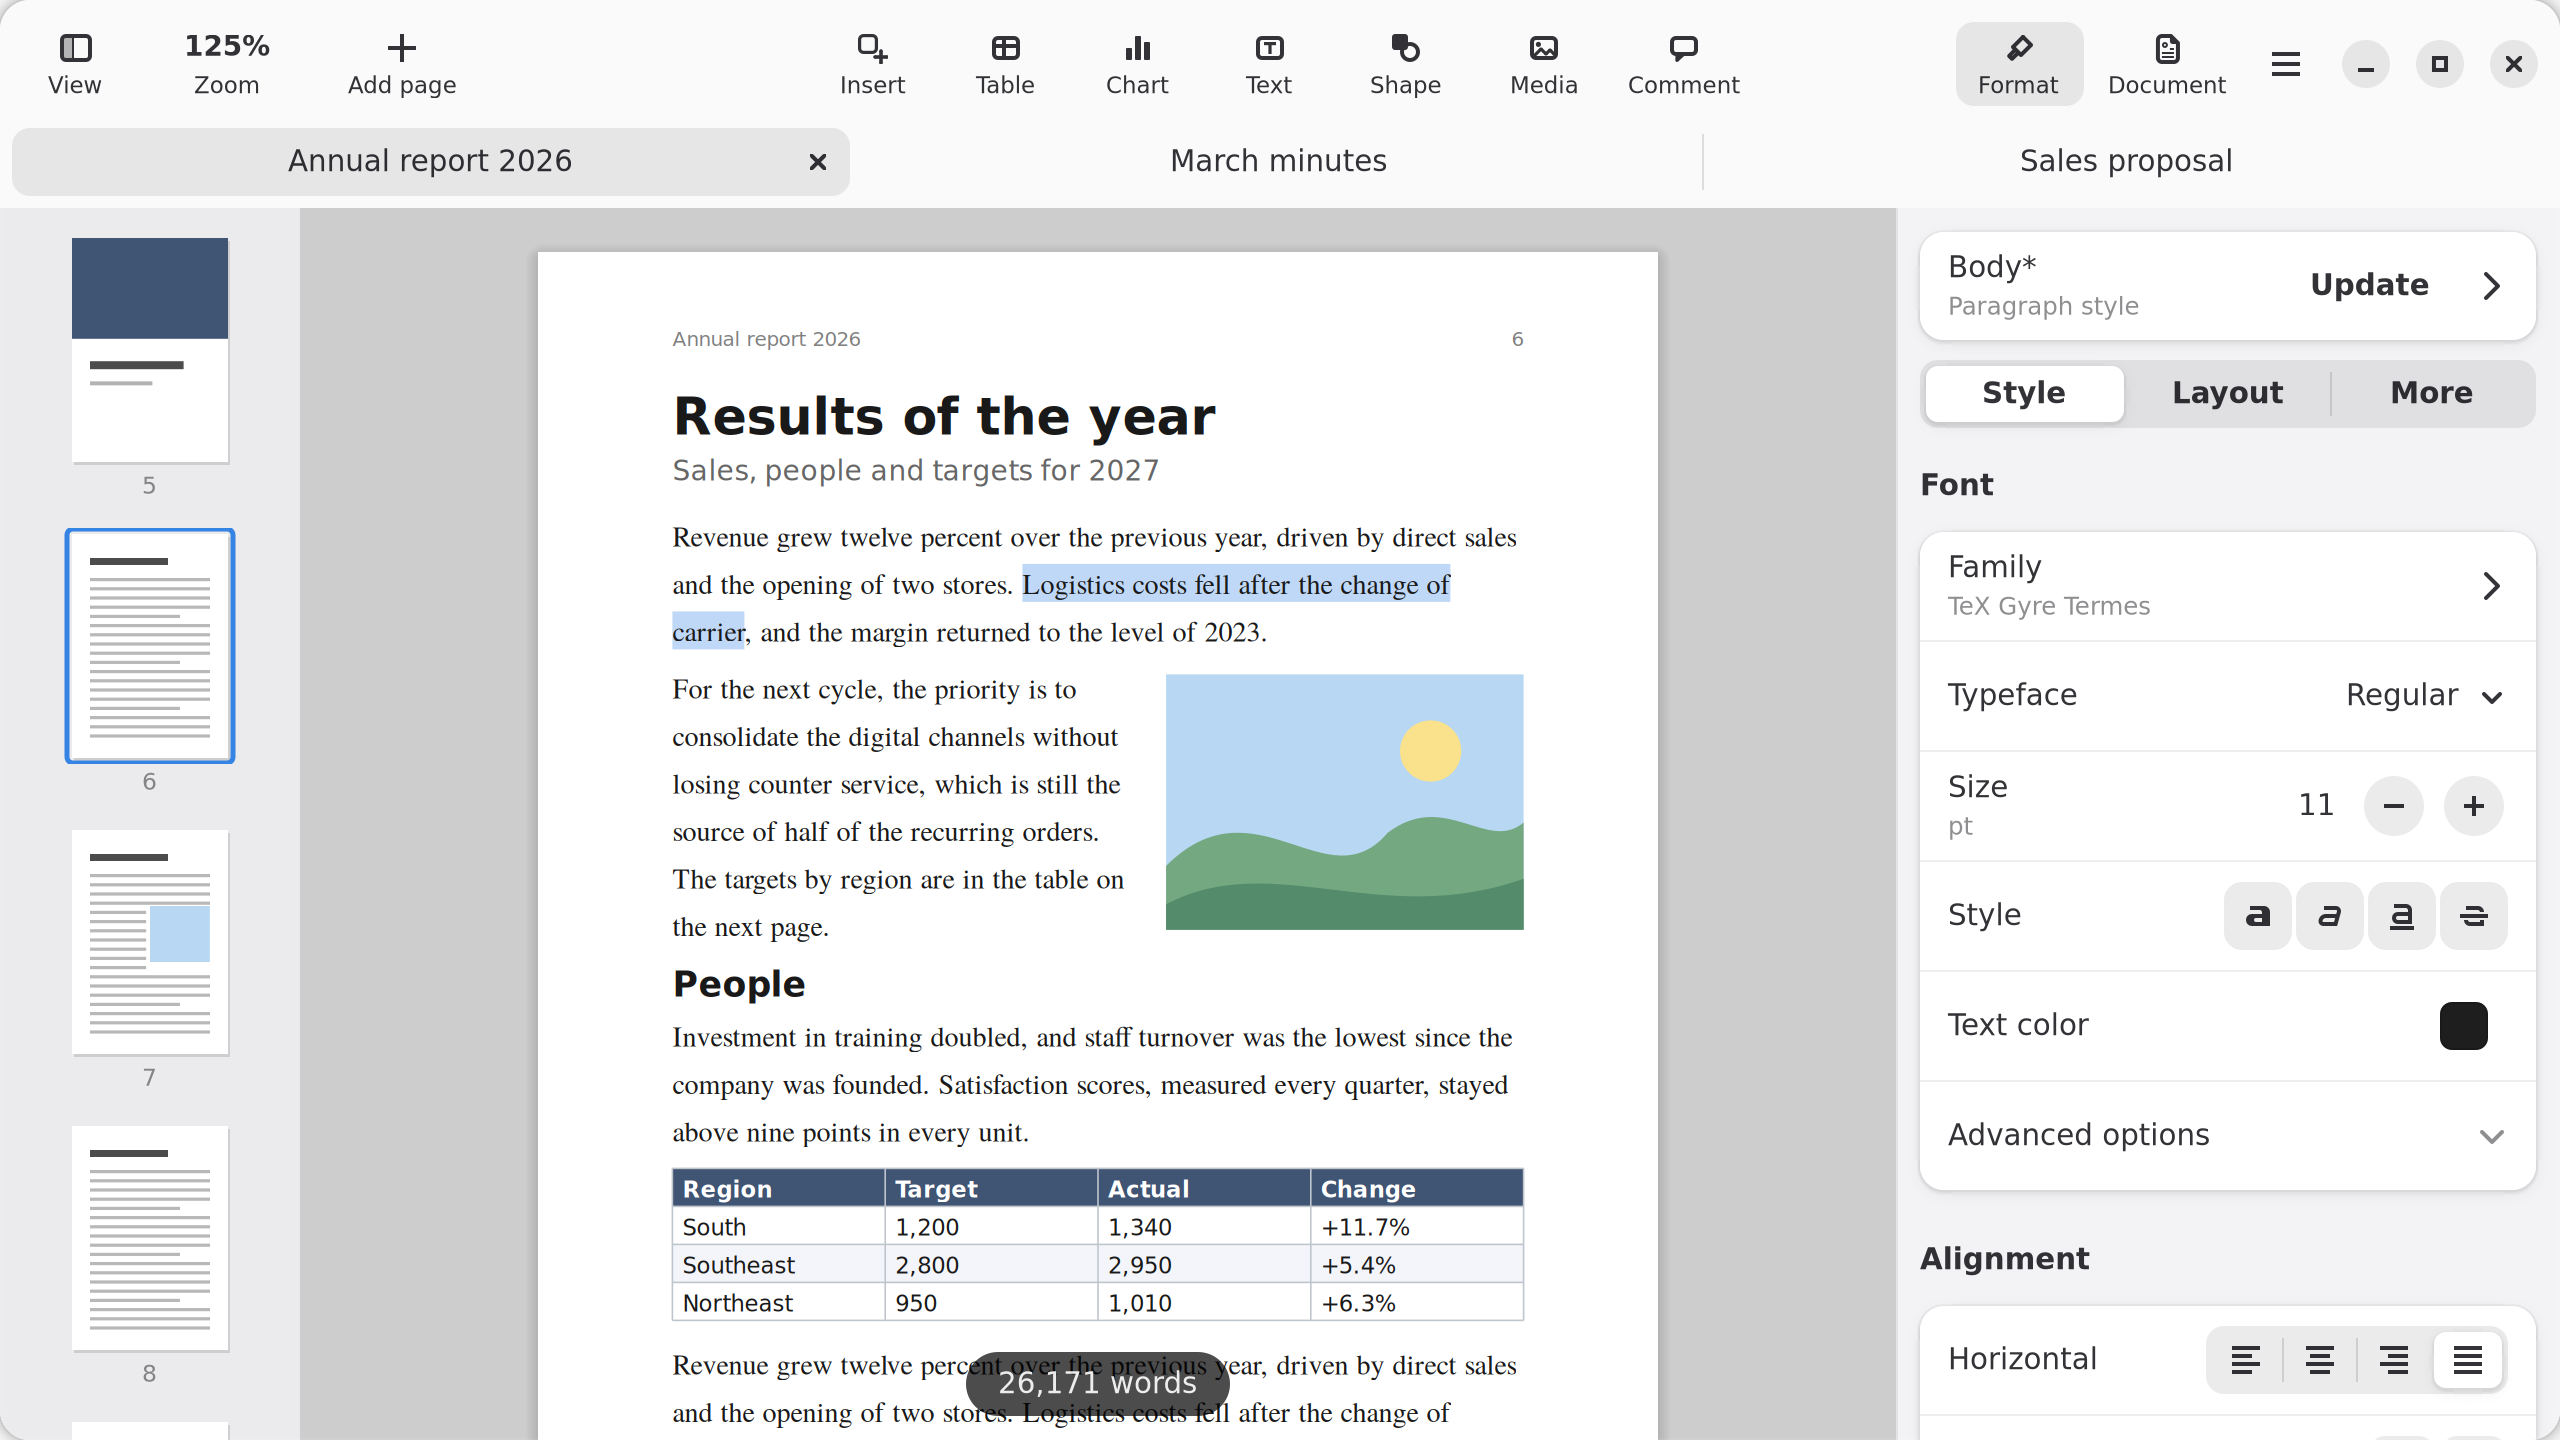 125%
View
Zoom
Add page
Insert
Table
Chart
Text
Shape
Media
Comment
Format
Document
Annual report 2026
March minutes
Sales proposal
5
6
7
8
Annual report 2026 6
Results of the year
Sales, people and targets for 2027
Revenue grew twelve percent over the previous year, driven by direct sales
and the opening of two stores. Logistics costs fell after the change of
carrier, and the margin returned to the level of 2023.
For the next cycle, the priority is to
consolidate the digital channels without
losing counter service, which is still the
source of half of the recurring orders.
The targets by region are in the table on
the next page.
People
Investment in training doubled, and staff turnover was the lowest since the
company was founded. Satisfaction scores, measured every quarter, stayed
above nine points in every unit.
Region Target Actual Change
South 1,200 1,340 +11.7%
Southeast 2,800 2,950 +5.4%
Northeast 950 1,010 +6.3%
Revenue grew twelve percent over the previous year, driven by direct sales
26,171 words
and the opening of two stores. Logistics costs fell after the change of
Body*
Paragraph style
Update
Style
Layout
More
Font
Family
TeX Gyre Termes
Typeface
Regular
Size
pt
11
Style
a a a S
Text color
Advanced options
Alignment
Horizontal